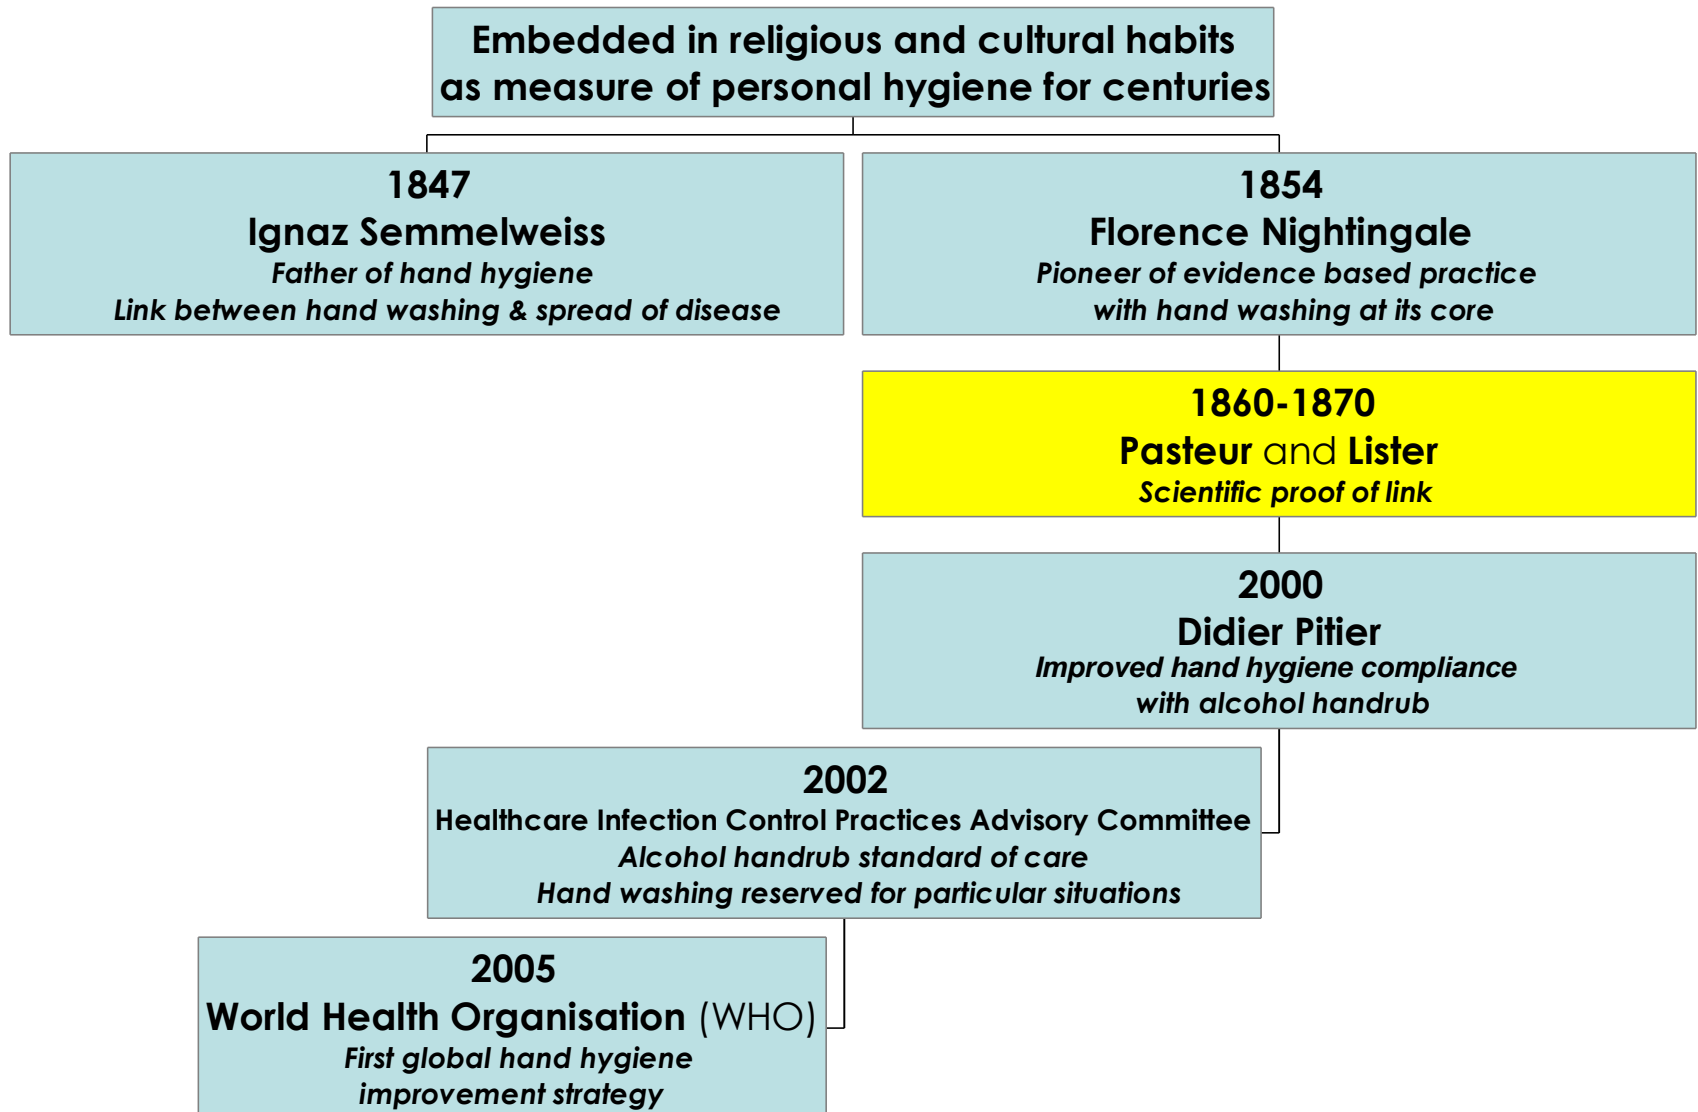 Embedded in religious and cultural habits
as measure of personal hygiene for centuries
1847
Ignaz Semmelweiss
Father of hand hygiene
Link between hand washing & spread of disease
1854
Florence Nightingale
Pioneer of evidence based practice
with hand washing at its core
1860-1870
Pasteur and Lister
Scientific proof of link
2000
Didier Pitier
Improved hand hygiene compliance
with alcohol handrub
2002
Healthcare Infection Control Practices Advisory Committee
Alcohol handrub standard of care
Hand washing reserved for particular situations
2005
World Health Organisation (WHO)
First global hand hygiene
improvement strategy